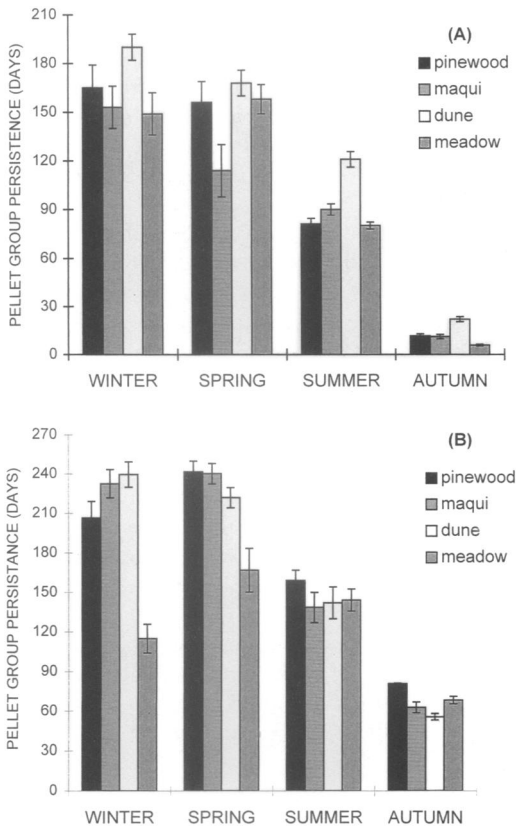 PELLET GROUP PERSISTENCE (DAYS)
210
180
150
120
90
60
30
0
(A)
pinewood
maqui
dune
meadow
WINTER SPRING SUMMER AUTUMN
PELLET GROUP PERSISTANCE (DAYS)
270
240
210
180
150
120
90
60
30
0
(B)
pinewood
maqui
dune
meadow
WINTER SPRING SUMMER AUTUMN